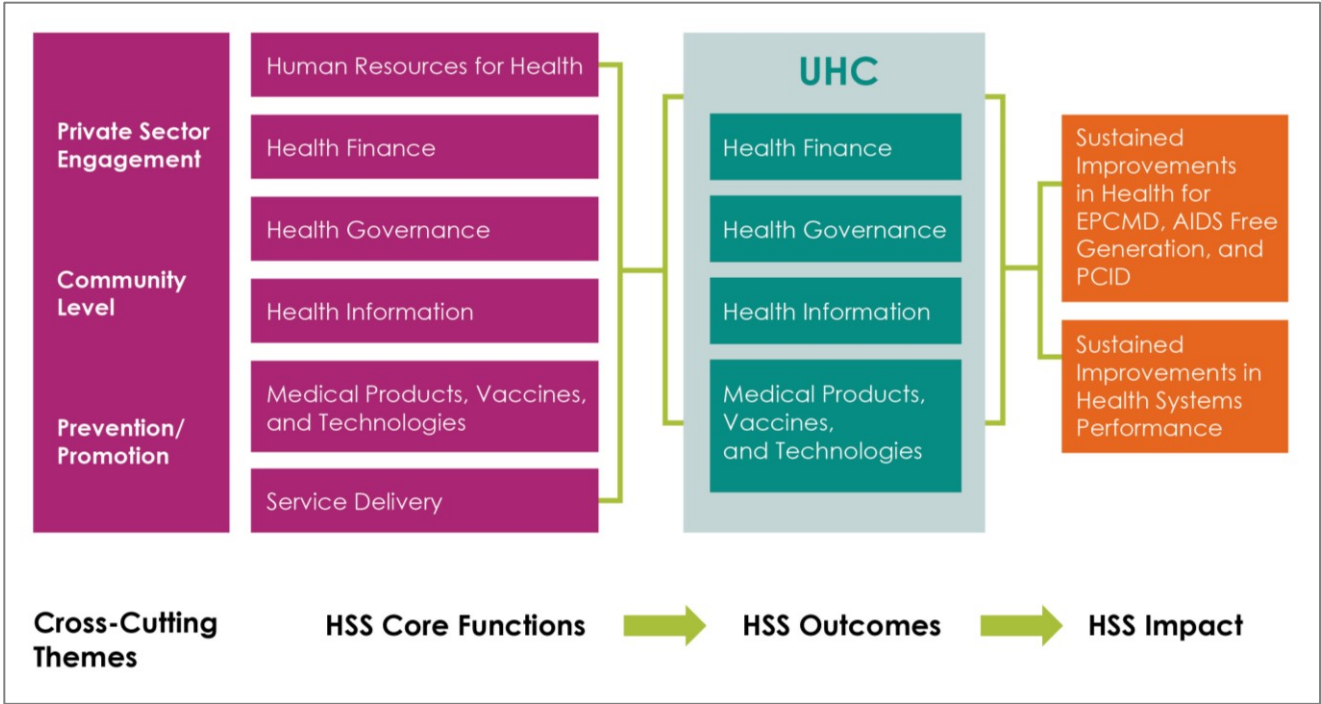 Private Sector
Engagement
Community
Level
Prevention/
Promotion
Human Resources for Health
Health Finance
Health Governance
Health Information
Medical Products, Vaccines,
and Technologies
Service Delivery
UHC
Health Finance
Health Governance
Health Information
Medical Products,
Vaccines,
and Technologies
Sustained
Improvements
in Health for
EPCMD, AIDS Free
Generation, and
PCID
Sustained
Improvements in
Health Systems
Performance
Cross-Cutting
Themes
HSS Core Functions
HSS Outcomes
HSS Impact